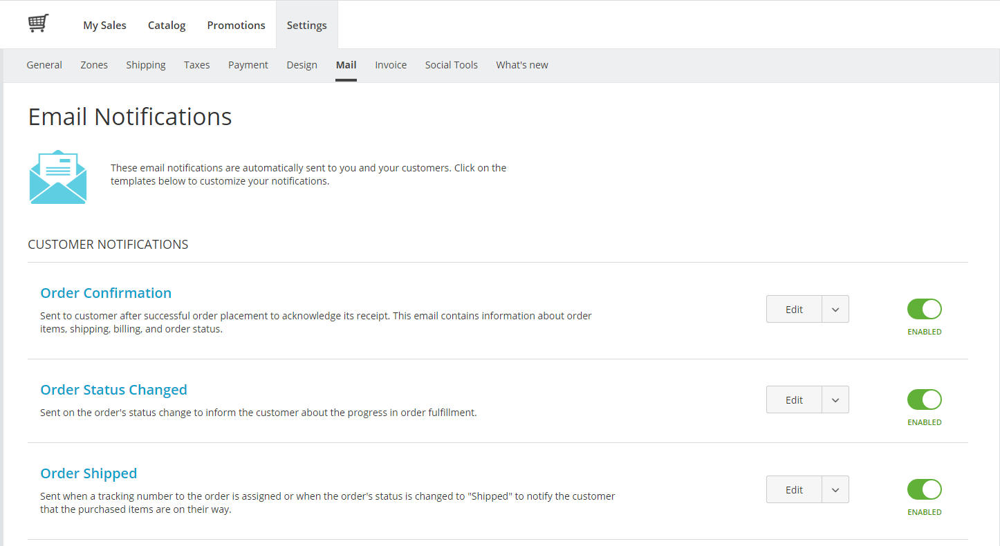 My Sales Catalog Promotions Settings
General Zones Shipping Taxes Payment Design Mail Invoice Social Tools What's new
Email Notifications
These email notifications are automatically sent to you and your customers. Click on the
templates below to customize your notifications.
CUSTOMER NOTIFICATIONS
Order Confirmation
Sent to customer after successful order placement to acknowledge its receipt. This email contains information about order
items, shipping, billing, and order status.
Edit
ENABLED
Order Status Changed
Sent on the order's status change to inform the customer about the progress in order fulfillment.
Edit
ENABLED
Order Shipped
Sent when a tracking number to the order is assigned or when the order's status is changed to "Shipped" to notify the customer
that the purchased items are on their way.
Edit
ENABLED